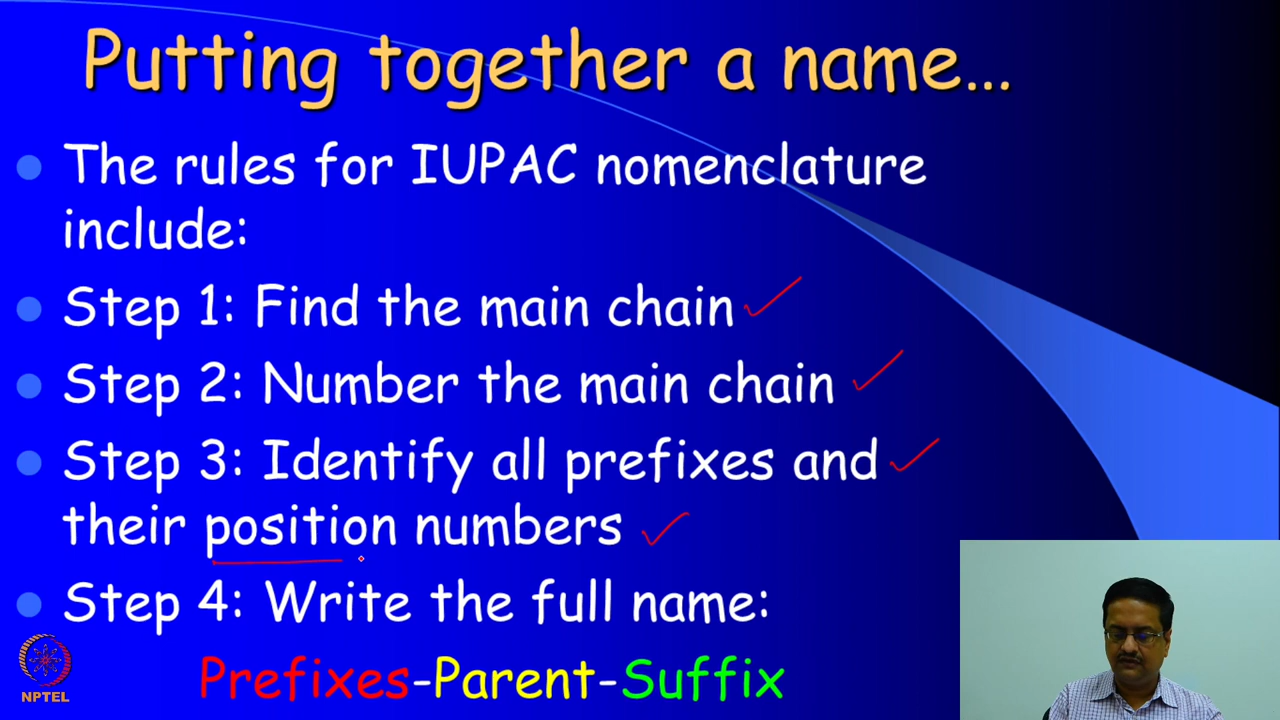 Putting together a name...
The rules for IUPAC nomenclature
include:
Step 1: Find the main chain
Step 2: Number the main chain
Step 3: Identify all prefixes and
their position numbers
Step 4: Write the full name:
Prefixes-Parent-Suffix
NPTEL